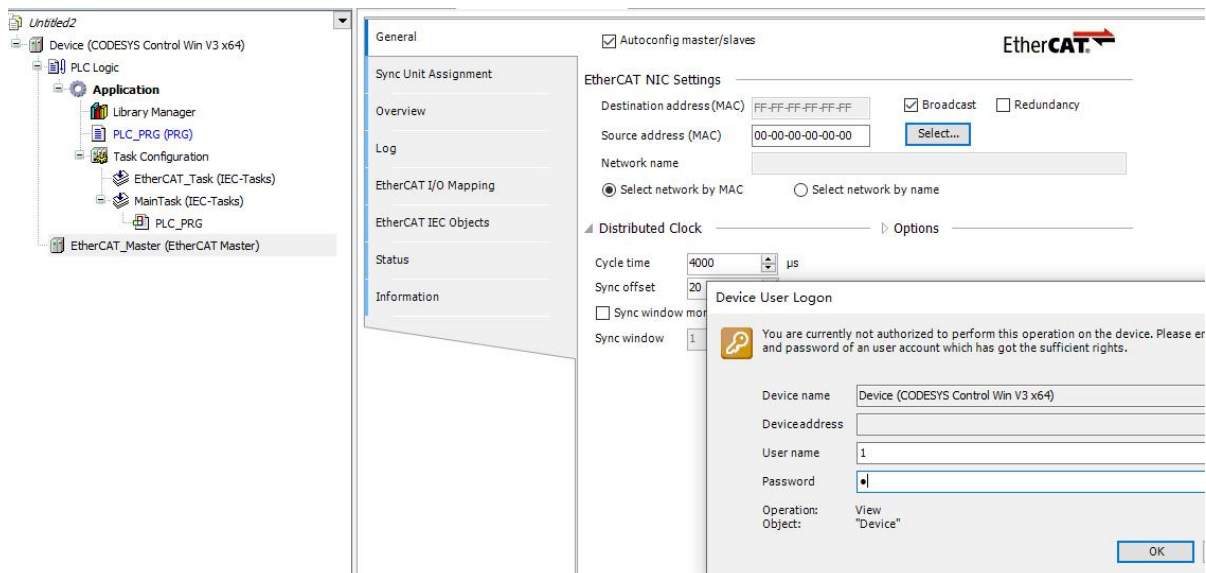 Untitled2
Device (CODESYS Control Win V3 x64)
PLC Logic
Application
Library Manager
PLC_PRG (PRG)
Task Configuration
EtherCAT_Task (IEC-Tasks)
MainTask (IEC-Tasks)
PLC_PRG
EtherCAT_Master (EtherCAT Master)
General
Sync Unit Assignment
Overview
Log
EtherCAT I/O Mapping
EtherCAT IEC Objects
Status
Information
Autoconfig master/slaves
EtherCAT
EtherCAT NIC Settings
Destination address (MAC) FF-FF-FF-FF-FF-FF Broadcast Redundancy
Source address (MAC) 00-00-00-00-00-00 Select...
Network name
Select network by MAC Select network by name
Distributed Clock Options
Cycle time 4000 µs
Sync offset 20
Sync window mon
Sync window 1
Device User Logon
You are currently not authorized to perform this operation on the device. Please en
and password of an user account which has got the sufficient rights.
Device name Device (CODESYS Control Win V3 x64)
Deviceaddress
User name 1
Password ●
Operation: View
Object: "Device"
OK